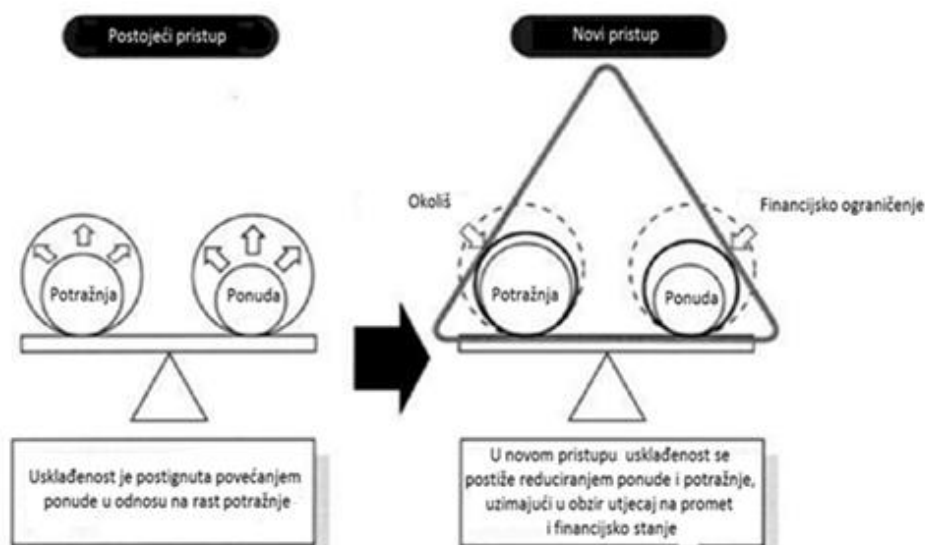 Postojeći pristup
Novi pristup
Okoliš
Financijsko ograničenje
Potražnja
Ponuda
Potražnja
Ponuda
Usklađenost je postignuta povećanjem
ponude u odnosu na rast potražnje
U novom pristupu usklađenost se
postiže reduciranjem ponude i potražnje,
uzimajući u obzir utjecaj na promet
i financijsko stanje